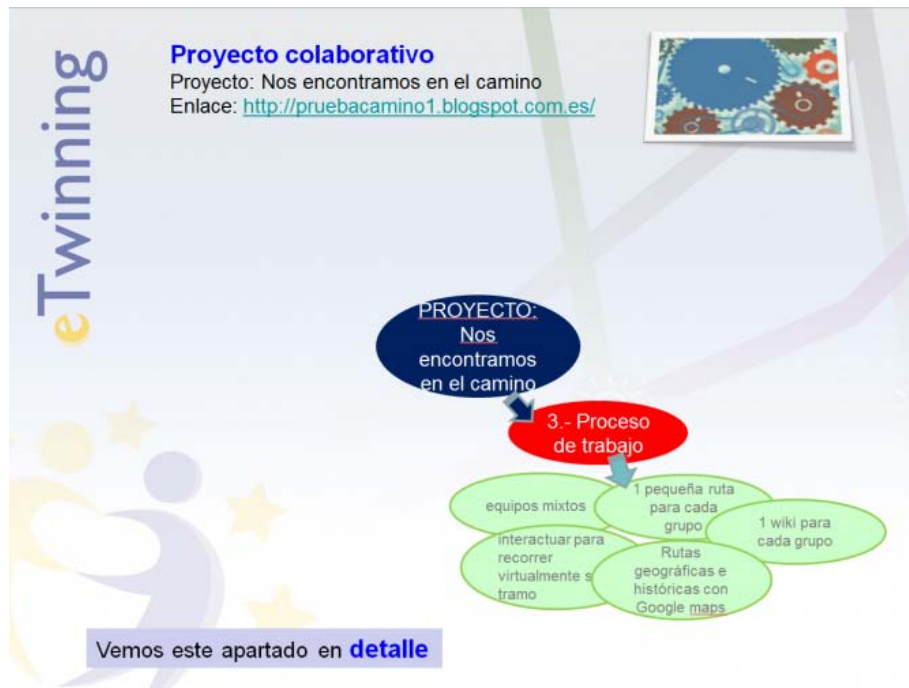 eTwinning
Proyecto colaborativo
Proyecto: Nos encontramos en el camino
Enlace: http://pruebacamino1.blogspot.com.es/
PROYECTO:
Nos
encontramos
en el camino
3.- Proceso
de trabajo
equipos mixtos
1 pequeña ruta
para cada
grupo
1 wiki para
cada grupo
interactuar para
recorrer
virtualmente s
tramo
Rutas
geográficas e
históricas con
Google maps
Vemos este apartado en detalle